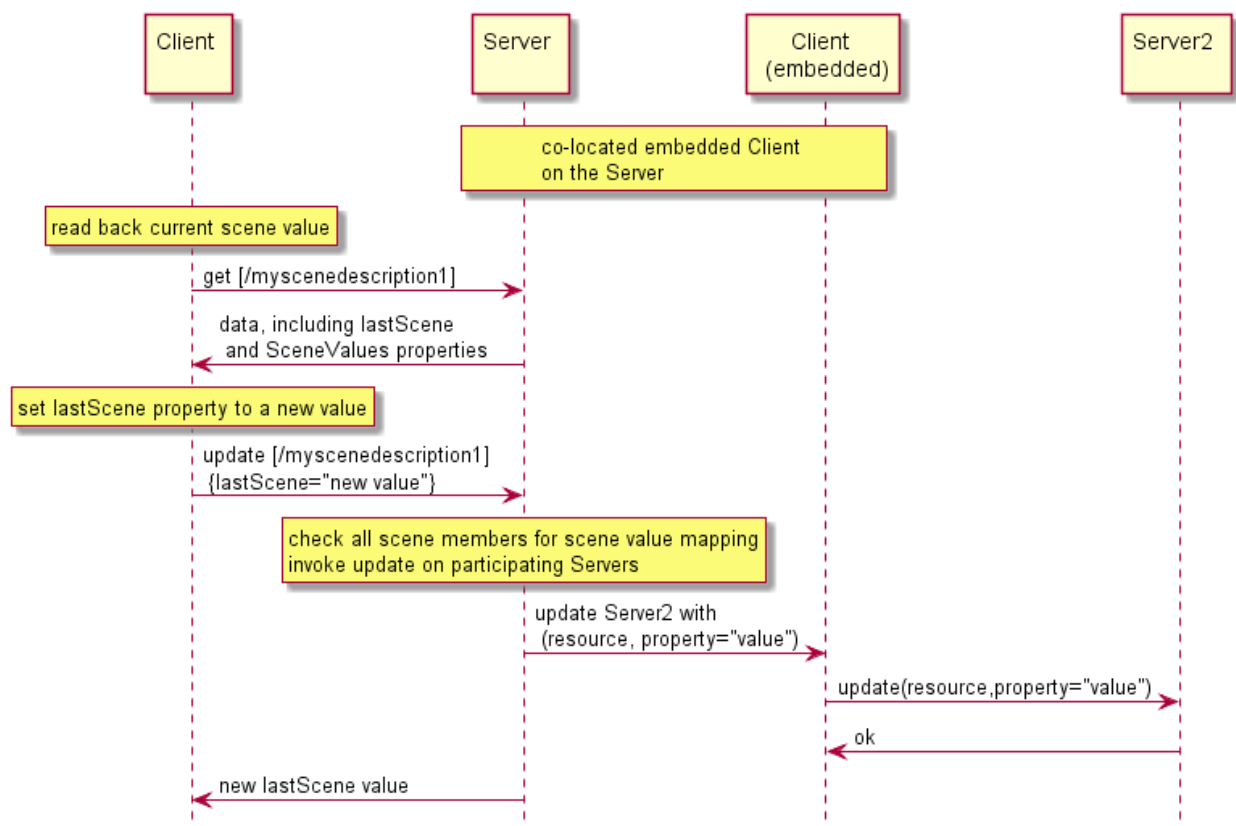 Client
Server
Client
(embedded)
Server2
co-located embedded Client
on the Server
read back current scene value
get [/myscenedescription1]
data, including lastScene
and SceneValues properties
set lastScene property to a new value
update [/myscenedescription1]
{lastScene="new value"}
check all scene members for scene value mapping
invoke update on participating Servers
update Server2 with
(resource, property="value")
update(resource,property="value")
ok
new lastScene value